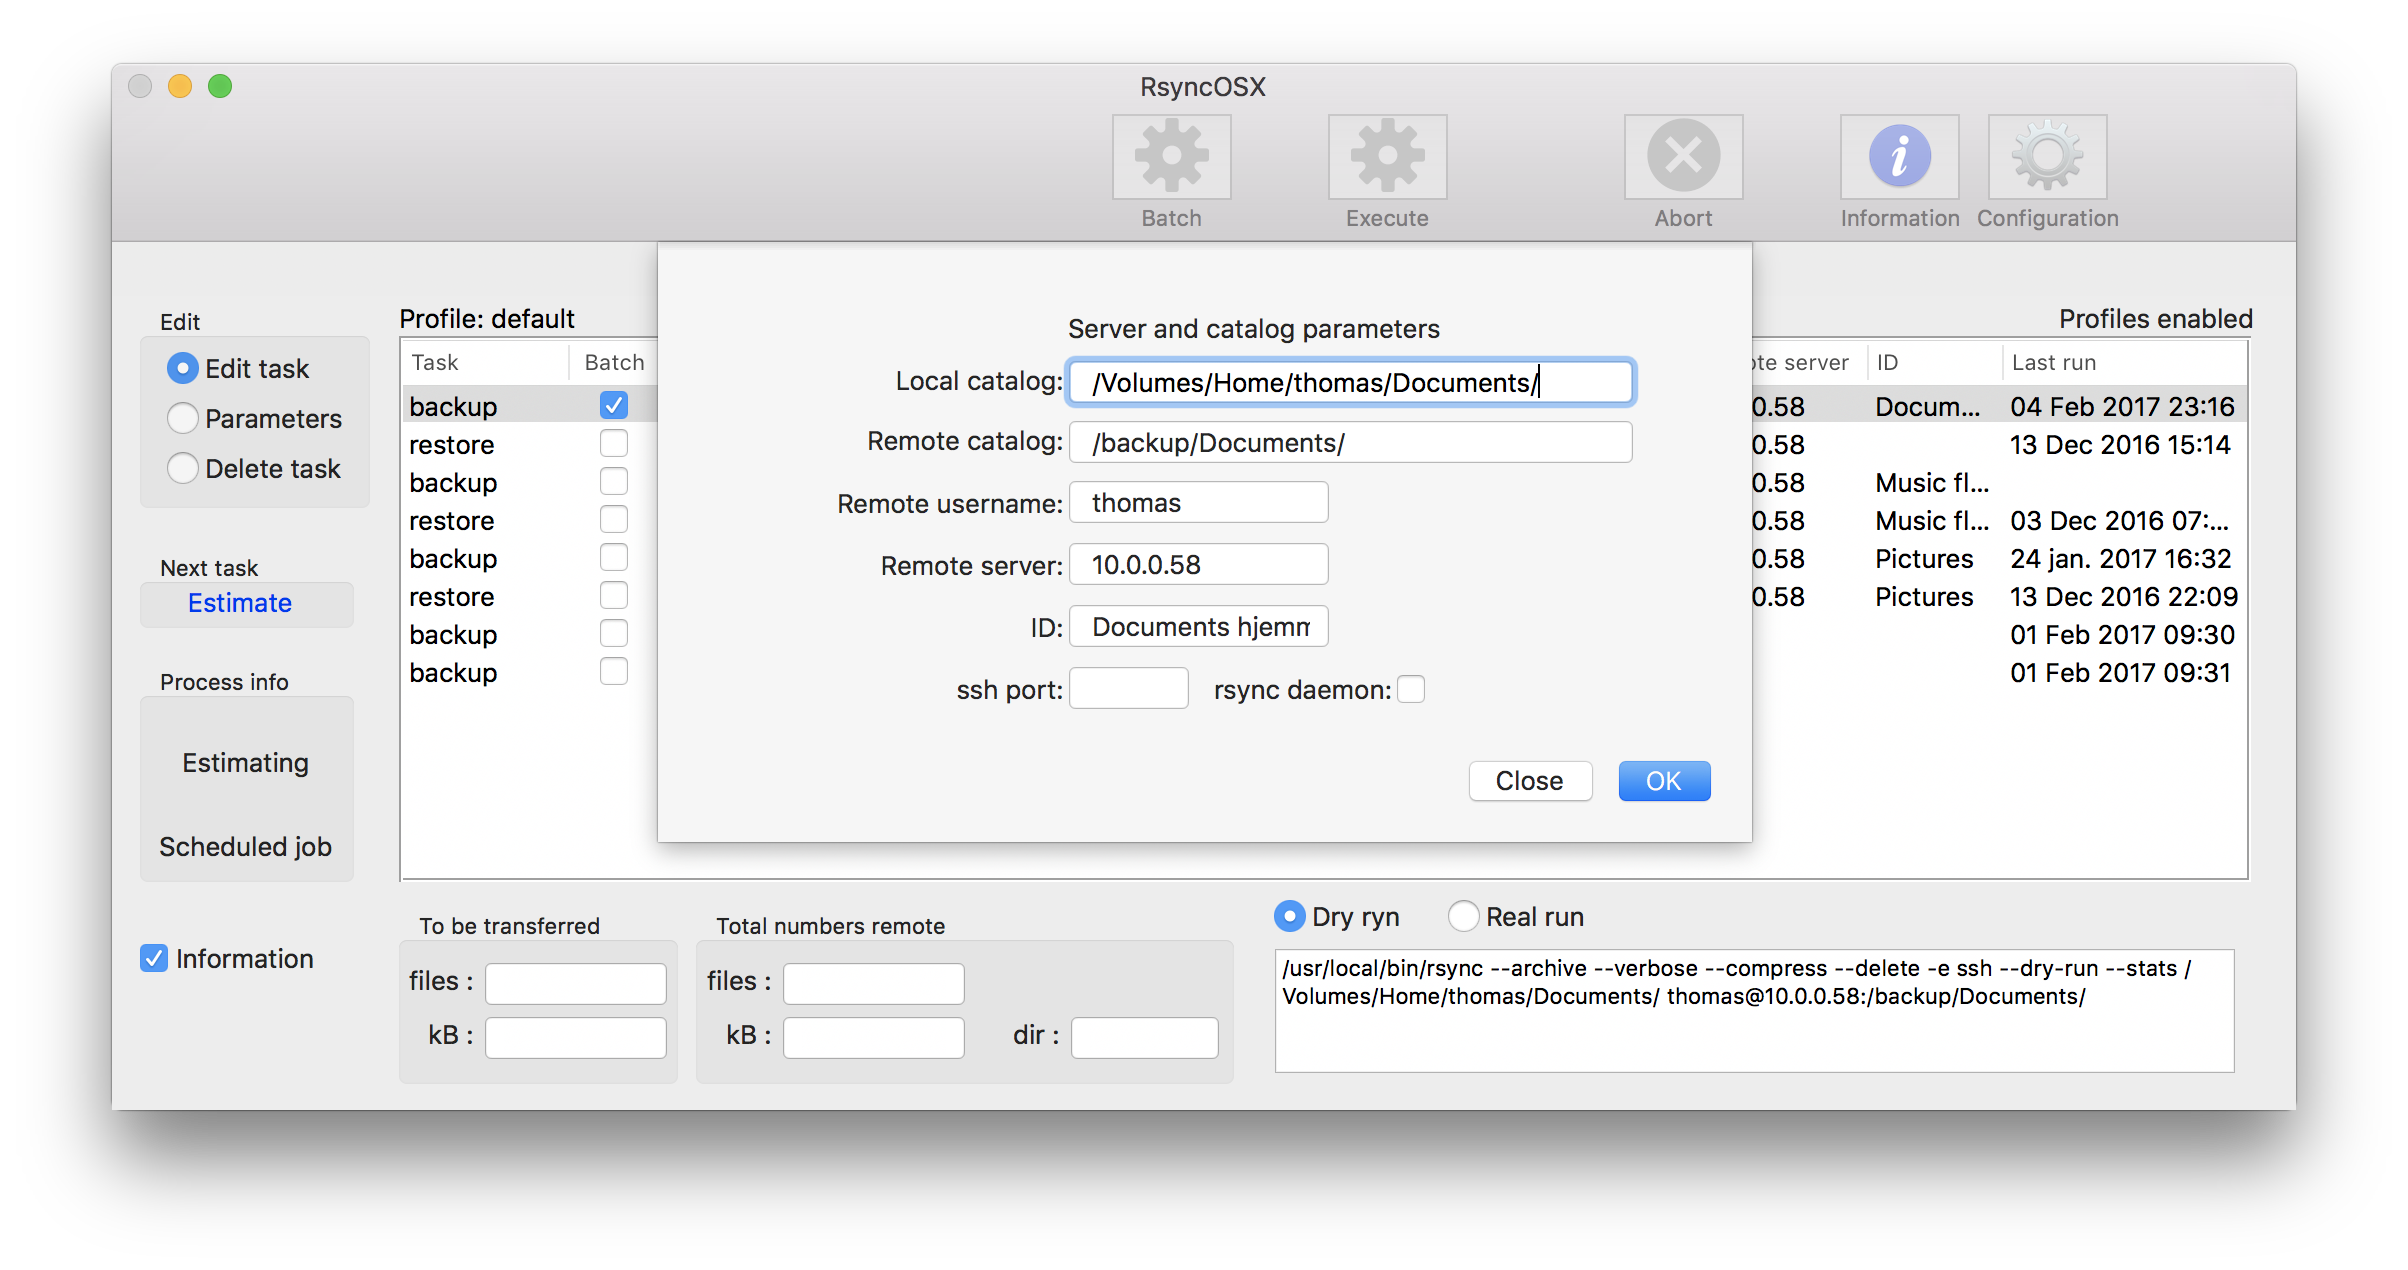 RsyncOSX
Batch
Execute
Abort
Information
Configuration
Edit
Edit task
Parameters
Delete task
Next task
Estimate
Process info
Estimating
Scheduled job
Information
Profile: default
Profiles enabled
Task Batch
backup
restore
backup
restore
backup
restore
backup
backup
Server and catalog parameters
Local catalog: /Volumes/Home/thomas/Documents/
Remote catalog: /backup/Documents/
Remote username: thomas
Remote server: 10.0.0.58
ID: Documents hjemm
ssh port: rsync daemon:
Close OK
server ID Last run
0.58 Docum... 04 Feb 2017 23:16
0.58 13 Dec 2016 15:14
0.58 Music fl...
0.58 Music fl... 03 Dec 2016 07:...
0.58 Pictures 24 jan. 2017 16:32
0.58 Pictures 13 Dec 2016 22:09
01 Feb 2017 09:30
01 Feb 2017 09:31
To be transferred
files :
kB :
Total numbers remote
files :
kB : dir :
Dry ryn Real run
/usr/local/bin/rsync --archive --verbose --compress --delete -e ssh --dry-run --stats /
Volumes/Home/thomas/Documents/ thomas@10.0.0.58:/backup/Documents/